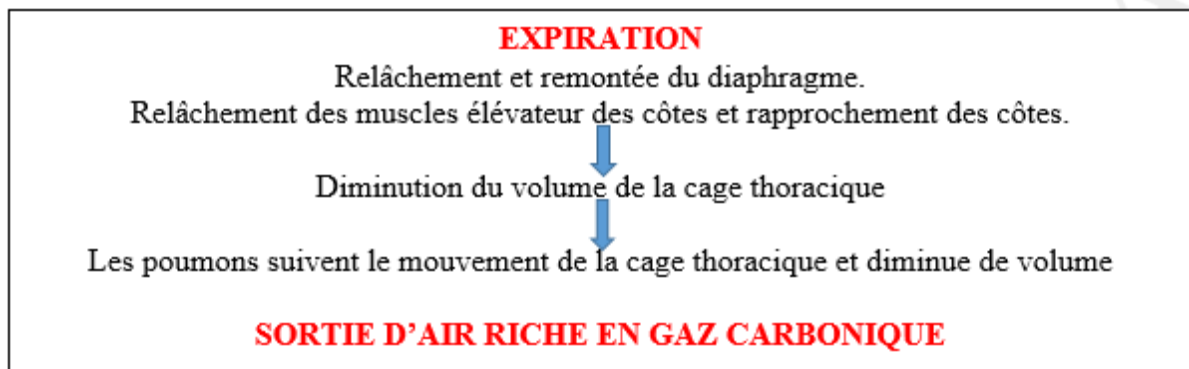 EXPIRATION
Relâchement et remontée du diaphragme.
Relâchement des muscles élévateur des côtes et rapprochement des côtes.
Diminution du volume de la cage thoracique
Les poumons suivent le mouvement de la cage thoracique et diminue de volume
SORTIE D’AIR RICHE EN GAZ CARBONIQUE